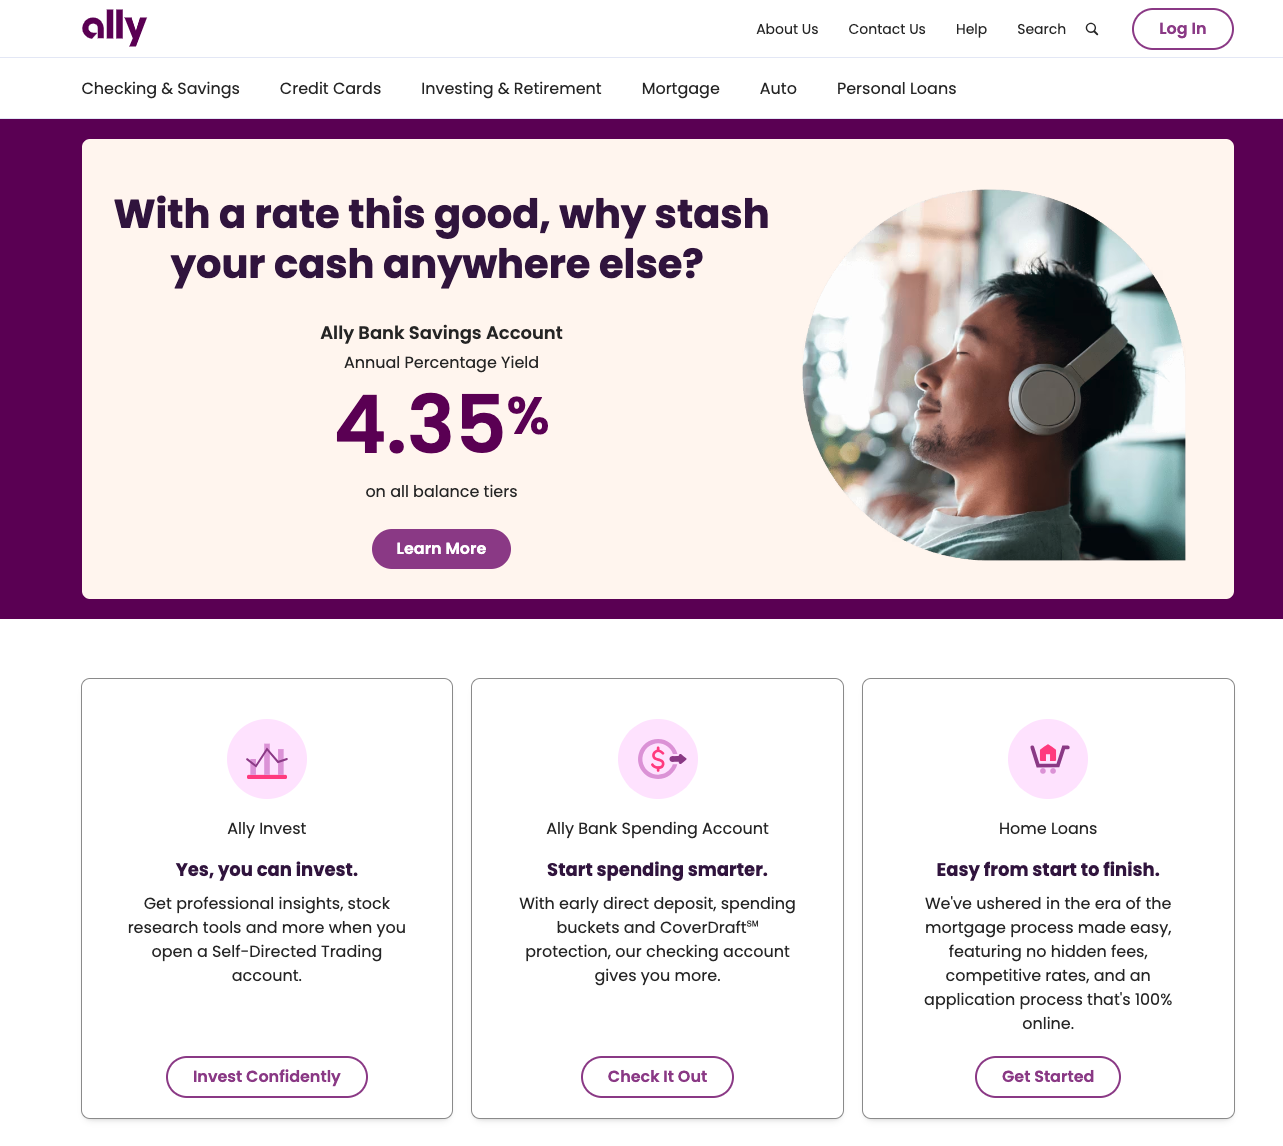 ally
About Us Contact Us Help Search Log In
Checking & Savings Credit Cards Investing & Retirement Mortgage Auto Personal Loans
With a rate this good, why stash
your cash anywhere else?
Ally Bank Savings Account
Annual Percentage Yield
4.35%
on all balance tiers
Learn More
Ally Invest
Yes, you can invest.
Get professional insights, stock
research tools and more when you
open a Self-Directed Trading
account.
Invest Confidently
Ally Bank Spending Account
Start spending smarter.
With early direct deposit, spending
buckets and CoverDraft℠
protection, our checking account
gives you more.
Check It Out
Home Loans
Easy from start to finish.
We've ushered in the era of the
mortgage process made easy,
featuring no hidden fees,
competitive rates, and an
application process that's 100%
online.
Get Started